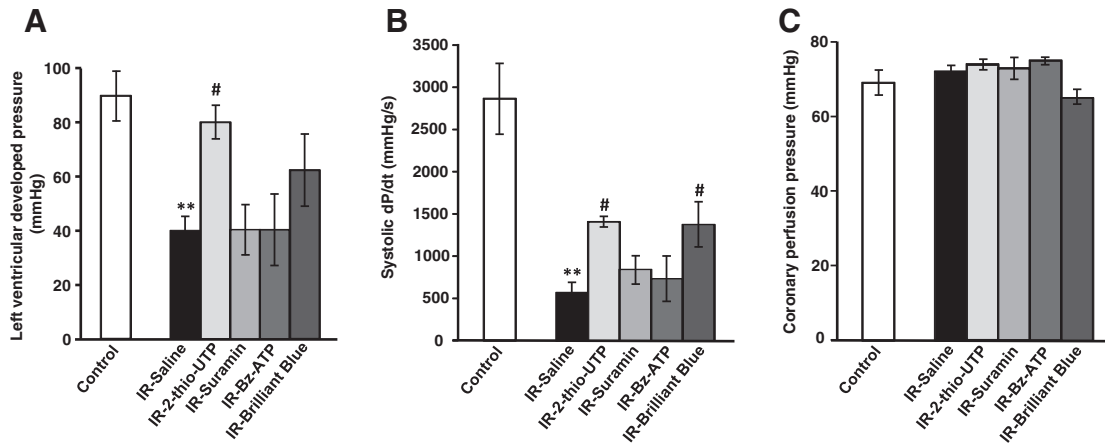 A
B
C
Left ventricular developed pressure
(mmHg)
100
80
60
40
20
0
**
#
Control
IR-Saline
IR-2-thio-UTP
IR-Suramin
IR-Bz-ATP
IR-Brilliant Blue
Systolic dP/dt (mmHg/s)
3500
3000
2500
2000
1500
1000
500
0
**
#
#
Control
IR-Saline
IR-2-thio-UTP
IR-Suramin
IR-Bz-ATP
IR-Brilliant Blue
Coronary perfusion pressure (mmHg)
80
60
40
20
0
Control
IR-Saline
IR-2-thio-UTP
IR-Suramin
IR-Bz-ATP
IR-Brilliant Blue